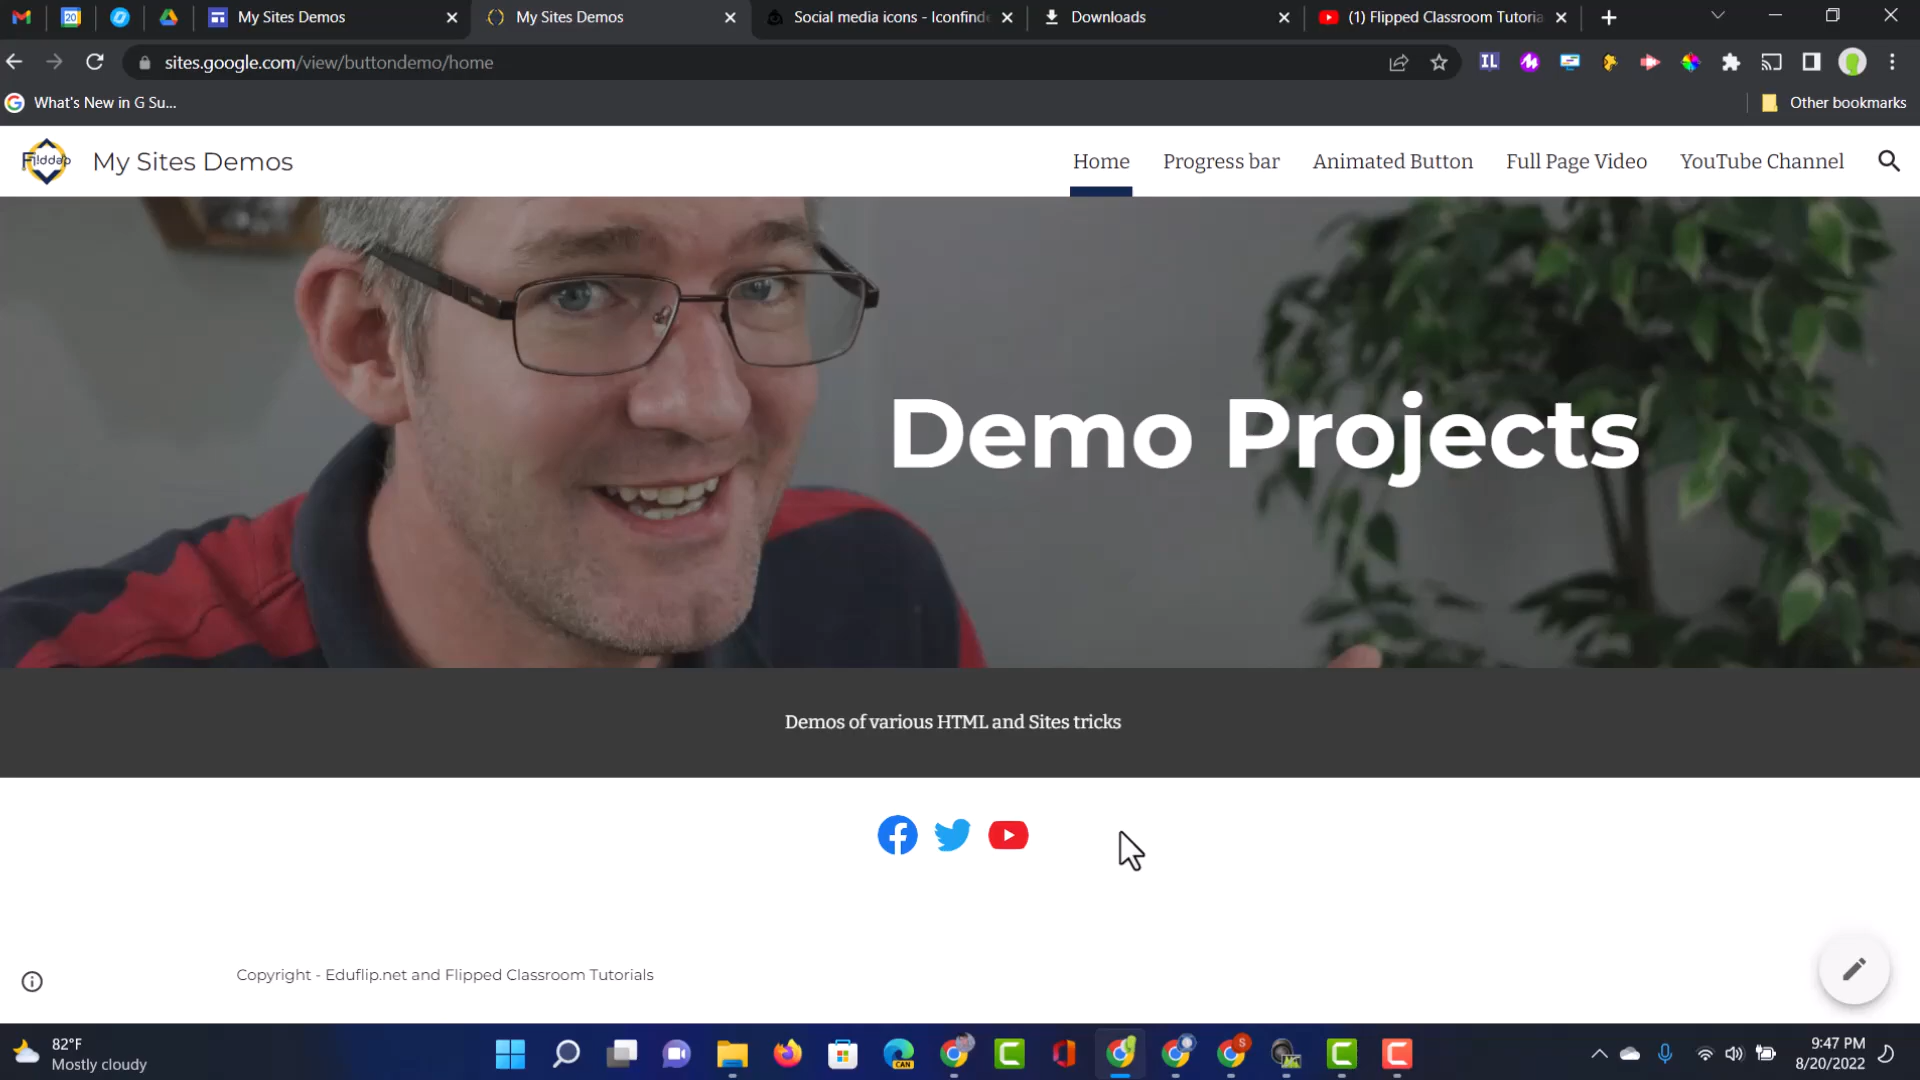 20
My Sites Demos
My Sites Demos
Social media icons - Iconfind
Downloads
(1) Flipped Classroom Tutoria
sites.google.com/view/buttondemo/home
IL
What's New in G Su...
Other bookmarks
My Sites Demos
Home
Progress bar
Animated Button
Full Page Video
YouTube Channel
Demo Projects
Demos of various HTML and Sites tricks
Copyright - Eduflip.net and Flipped Classroom Tutorials
82°F
Mostly cloudy
CAN
S
9:47 PM
8/20/2022